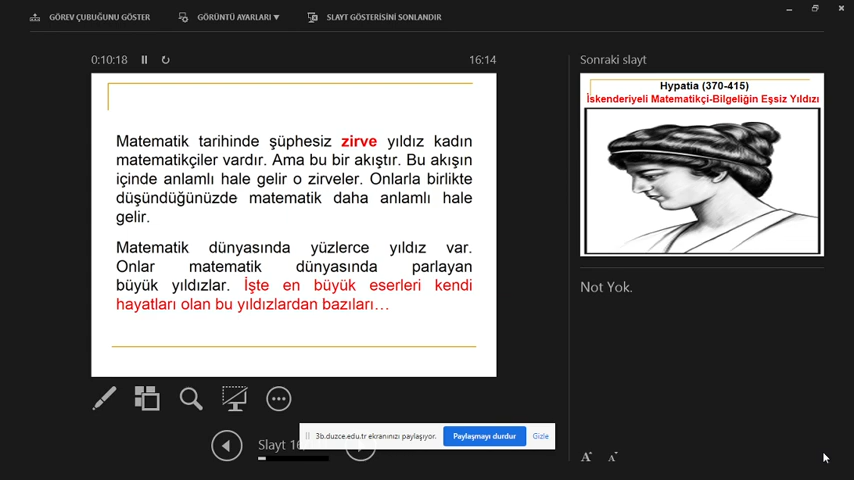 GÖREV ÇUBUĞUNU GÖSTER
GÖRÜNTÜ AYARLARI
SLAYT GÖSTERİSİNİ SONLANDIR
0:10:18
16:14
Matematik tarihinde şüphesiz zirve yıldız kadın
matematikçiler vardır. Ama bu bir akıştır. Bu akışın
içinde anlamlı hale gelir o zirveler. Onlarla birlikte
düşündüğünüzde matematik daha anlamlı hale
gelir.
Matematik dünyasında yüzlerce yıldız var.
Onlar matematik dünyasında parlayan
büyük yıldızlar. İşte en büyük eserleri kendi
hayatları olan bu yıldızlardan bazıları…
Sonraki slayt
Hypatia (370-415)
İskenderiyeli Matematikçi-Bilgeliğin Eşsiz Yıldızı
Not Yok.
3b.duzce.edu.tr ekranınızı paylaşıyor.
Paylaşmayı durdur
Gizle
Slayt
A A